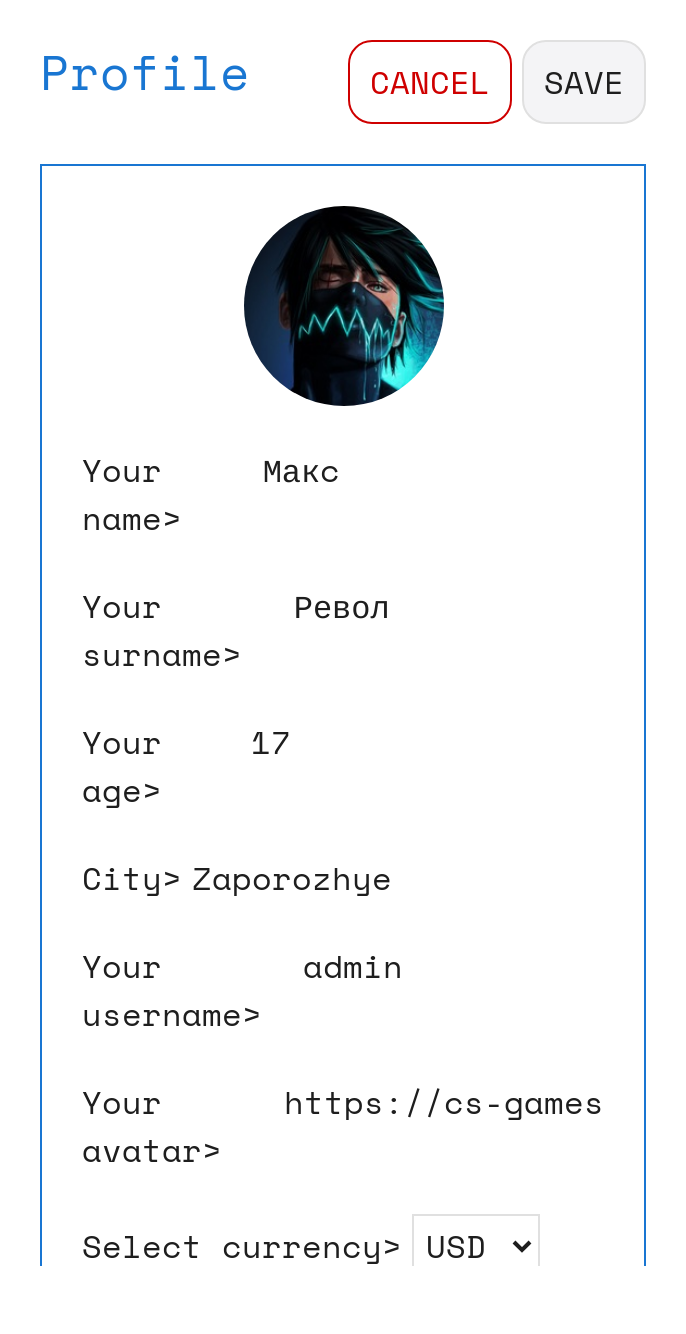 Profile CANCEL SAVE
Your Макс
name>
Your Револ
surname>
Your 17
age>
City> Zaporozhye
Your admin
username>
Your https://cs-games
avatar>
Select currency> USD